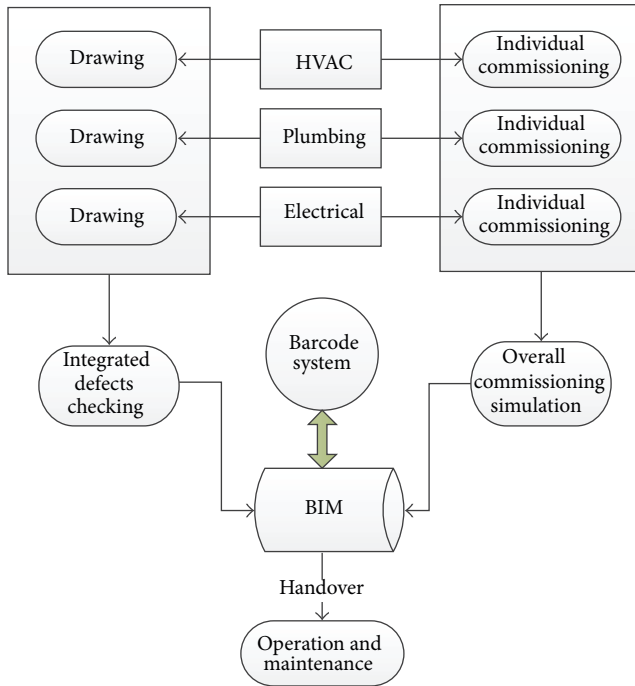 Drawing
HVAC
Individual
commissioning
Drawing
Plumbing
Individual
commissioning
Drawing
Electrical
Individual
commissioning
Integrated
defects
checking
Barcode
system
Overall
commissioning
simulation
BIM
Handover
Operation and
maintenance